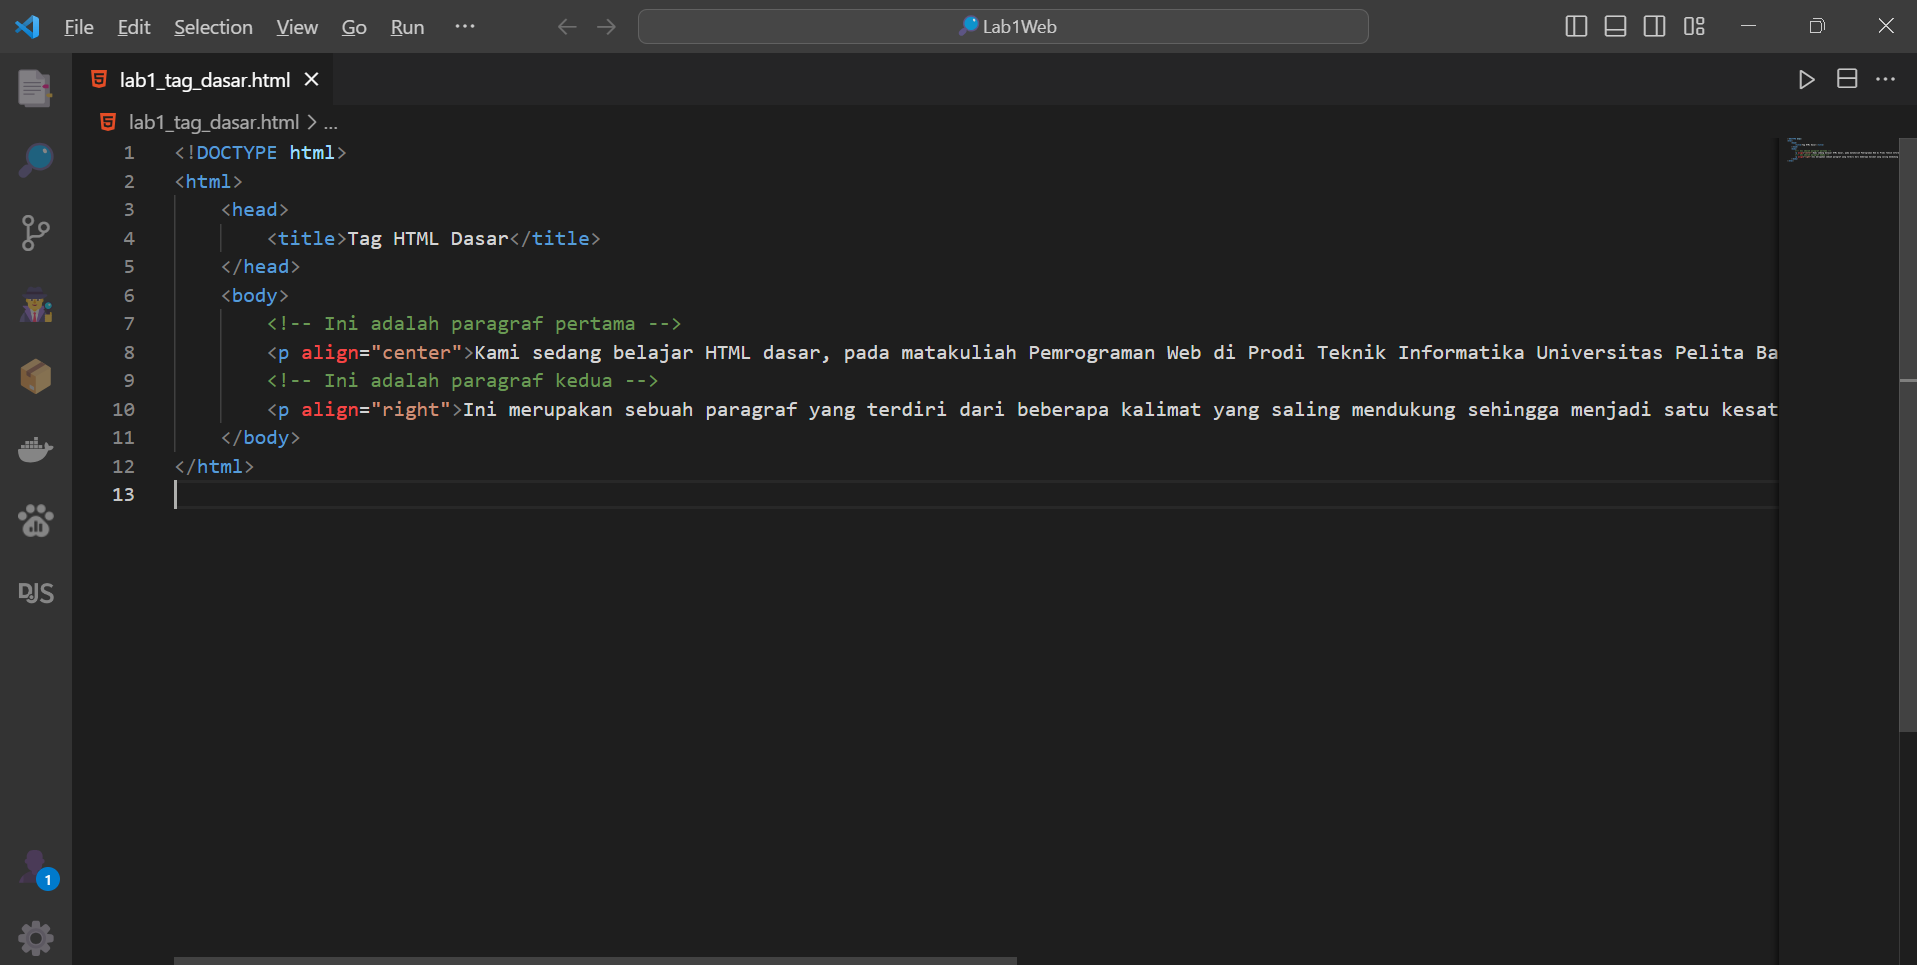 File Edit Selection View Go Run ··· Lab1Web
lab1_tag_dasar.html
lab1_tag_dasar.html > ...
1 <!DOCTYPE html>
2 <html>
3 <head>
4 <title>Tag HTML Dasar</title>
5 </head>
6 <body>
7 <!-- Ini adalah paragraf pertama -->
8 <p align="center">Kami sedang belajar HTML dasar, pada matakuliah Pemrograman Web di Prodi Teknik Informatika Universitas Pelita Ba
9 <!-- Ini adalah paragraf kedua -->
10 <p align="right">Ini merupakan sebuah paragraf yang terdiri dari beberapa kalimat yang saling mendukung sehingga menjadi satu kesat
11 </body>
12 </html>
13
DJS
1